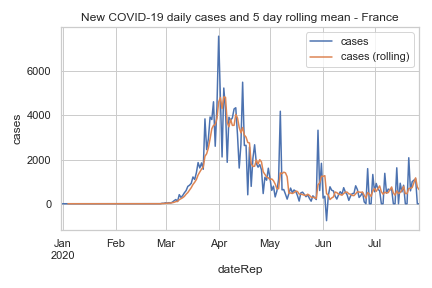 New COVID-19 daily cases and 5 day rolling mean - France
cases
cases (rolling)
6000
4000
2000
0
cases
Jan
2020
Feb
Mar
Apr
May
Jun
Jul
dateRep